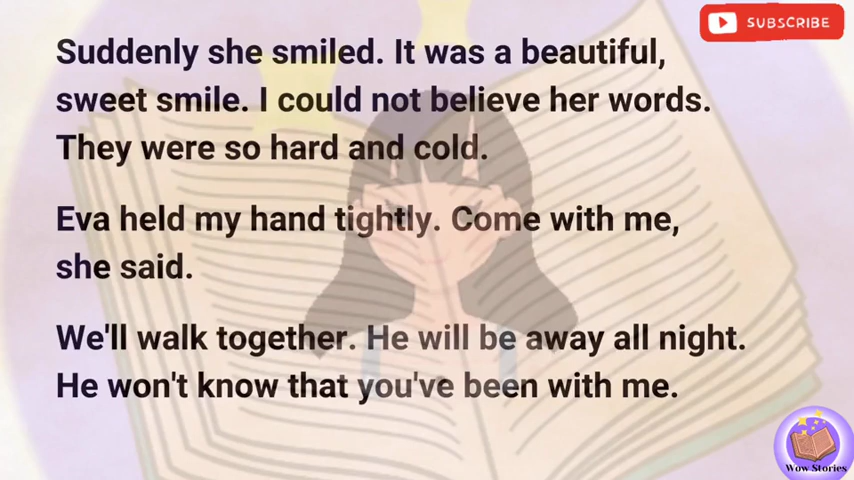 SUBSCRIBE
Suddenly she smiled. It was a beautiful,
sweet smile. I could not believe her words.
They were so hard and cold.
Eva held my hand tightly. Come with me,
she said.
We'll walk together. He will be away all night.
He won't know that you've been with me.
Wow Stories